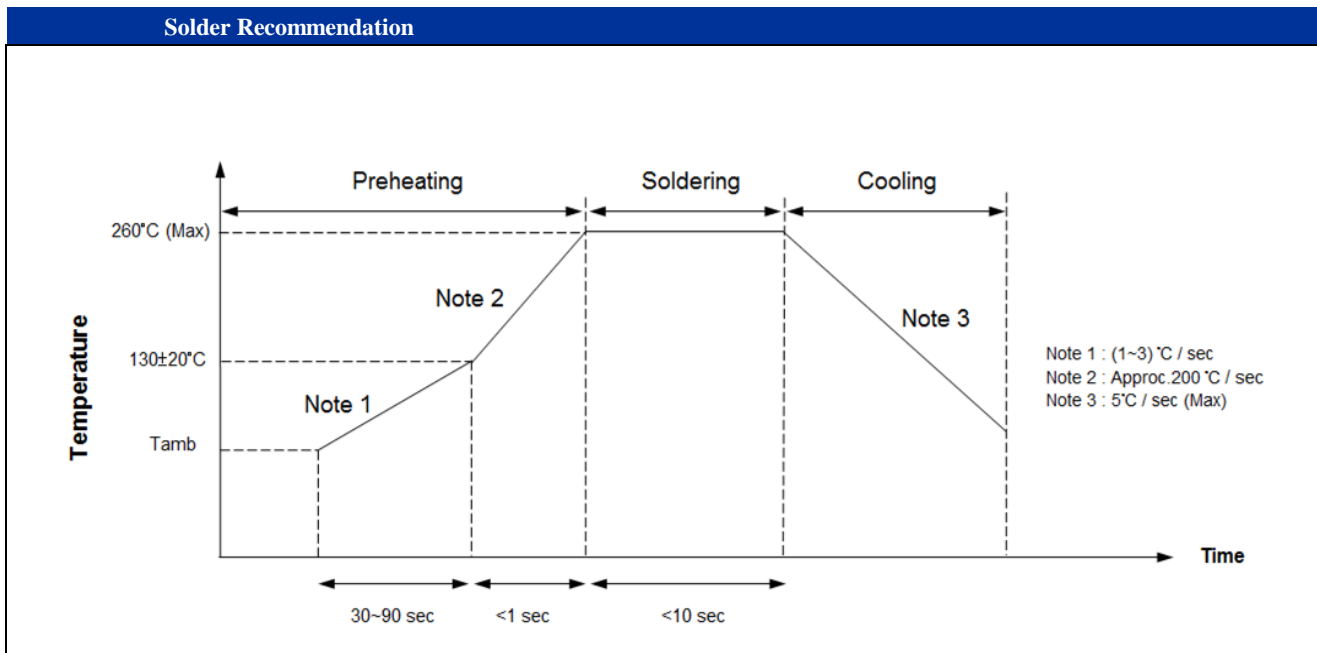 Solder Recommendation
Preheating
Soldering
Cooling
260°C (Max)
Note 2
Note 3
130±20°C
Note 1
Tamb
Temperature
Note 1 : (1~3) °C / sec
Note 2 : Approc.200 °C / sec
Note 3 : 5°C / sec (Max)
Time
30~90 sec
<1 sec
<10 sec